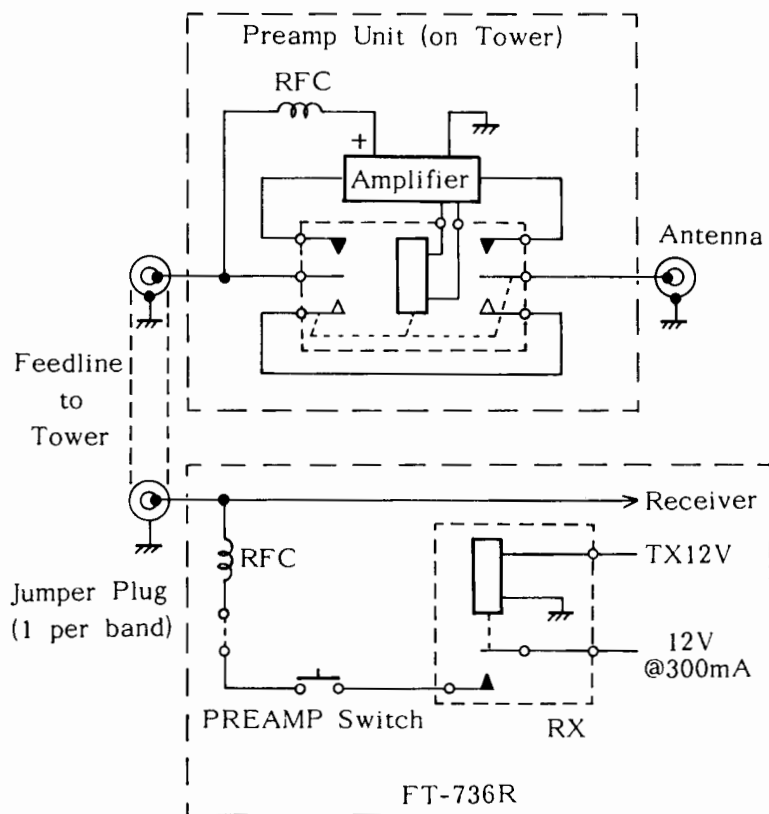 Preamp Unit (on Tower)
RFC
+
Amplifier
Antenna
Feedline
to
Tower
Receiver
RFC
TX12V
Jumper Plug
(1 per band)
12V
@300mA
PREAMP Switch
RX
FT-736R